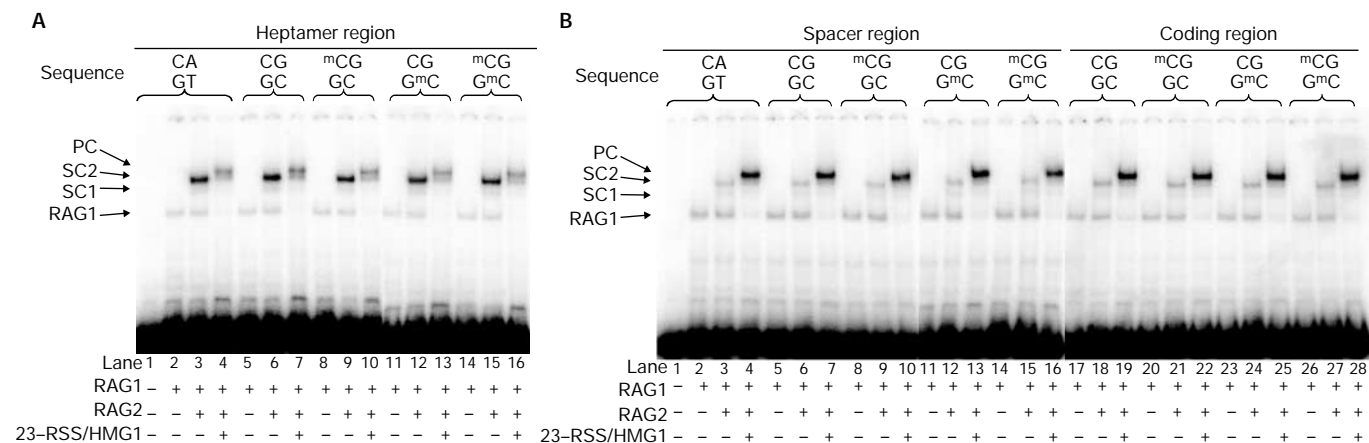 A
Heptamer region
Sequence
CA CG ᵐCG CG ᵐCG
GT GC GC GᵐC GᵐC
PC
SC2
SC1
RAG1
Lane 1 2 3 4 5 6 7 8 9 10 11 12 13 14 15 16
RAG1 – + + + + + + + + + + + + + + +
RAG2 – – + + – + + – + + – + + – + +
23–RSS/HMG1 – – – + – – + – – + – – + – – +
B
Spacer region Coding region
Sequence
CA CG ᵐCG CG ᵐCG CG ᵐCG CG ᵐCG
GT GC GC GᵐC GᵐC GC GC GᵐC GᵐC
PC
SC2
SC1
RAG1
Lane 1 2 3 4 5 6 7 8 9 10 11 12 13 14 15 16 17 18 19 20 21 22 23 24 25 26 27 28
RAG1 – + + + + + + + + + + + + + + + + + + + + + + + + + + +
RAG2 – – + + – + + – + + – + + – + + – + + – + + – + + – + +
23–RSS/HMG1 – – – + – – + – – + – – + – – + – – + – – + – – + – – +